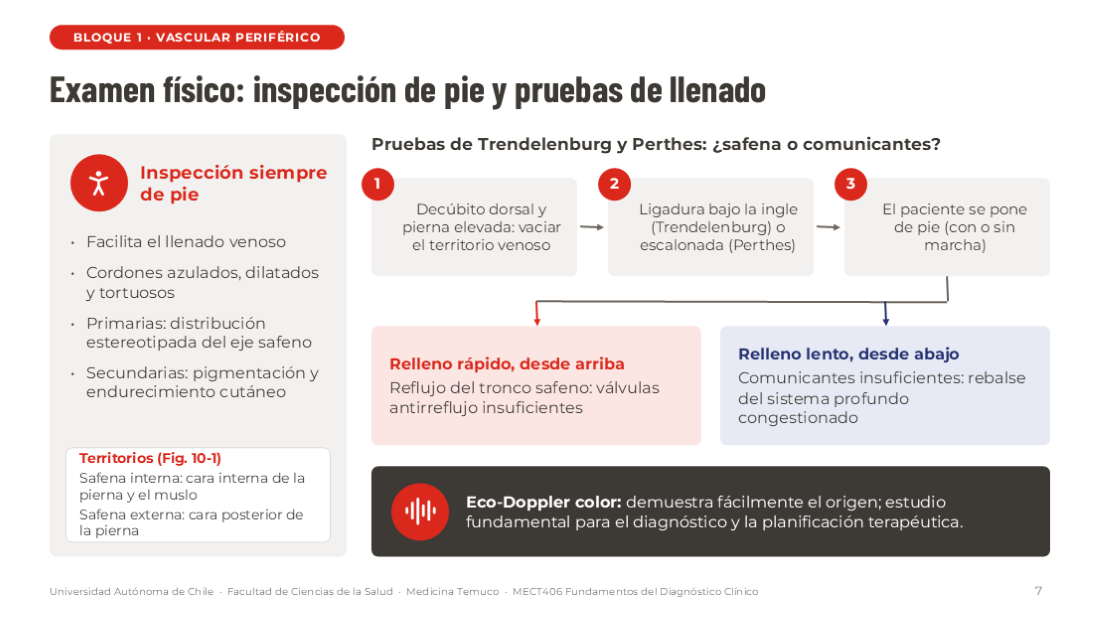 BLOQUE 1 · VASCULAR PERIFÉRICO
Examen físico: inspección de pie y pruebas de llenado
Inspección siempre
de pie
· Facilita el llenado venoso
· Cordones azulados, dilatados
y tortuosos
· Primarias: distribución
estereotipada del eje safeno
· Secundarias: pigmentación y
endurecimiento cutáneo
Territorios (Fig. 10-1)
Safena interna: cara interna de la
pierna y el muslo
Safena externa: cara posterior de
la pierna
Pruebas de Trendelenburg y Perthes: ¿safena o comunicantes?
1
Decúbito dorsal y
pierna elevada: vaciar
el territorio venoso
2
Ligadura bajo la ingle
(Trendelenburg) o
escalonada (Perthes)
3
El paciente se pone
de pie (con o sin
marcha)
Relleno rápido, desde arriba
Reflujo del tronco safeno: válvulas
antirreflujo insuficientes
Relleno lento, desde abajo
Comunicantes insuficientes: rebalse
del sistema profundo
congestionado
Eco-Doppler color: demuestra fácilmente el origen; estudio
fundamental para el diagnóstico y la planificación terapéutica.
Universidad Autónoma de Chile · Facultad de Ciencias de la Salud · Medicina Temuco · MECT406 Fundamentos del Diagnóstico Clínico
7